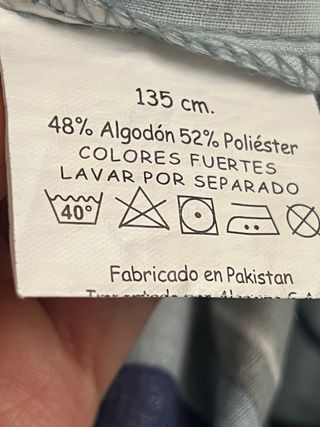 135 cm.
48% Algodón 52% Poliéster
COLORES FUERTES
LAVAR POR SEPARADO
40°
Fabricado en Pakistan